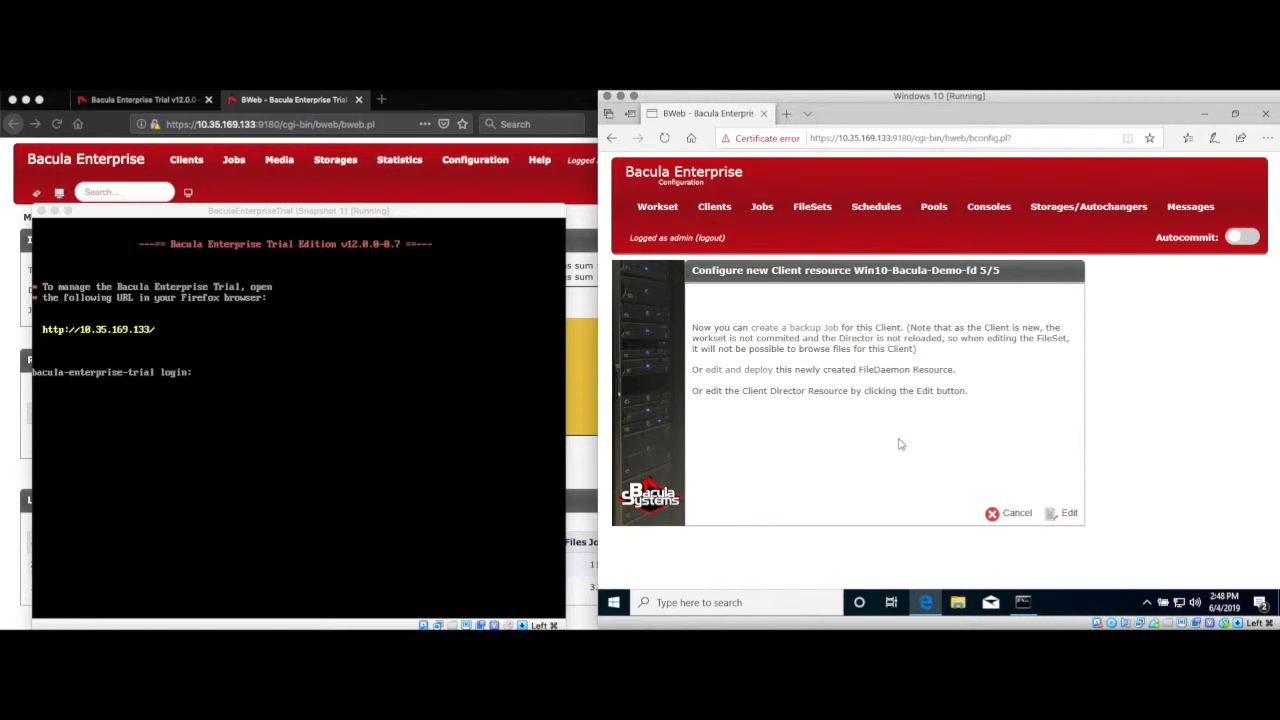 Bacula Enterprise Trial v12.0.0-
BWeb - Bacula Enterprise Trial
https://10.35.169.133:9180/cgi-bin/bweb/bweb.pl
Search
Bacula Enterprise
Clients
Jobs
Media
Storages
Statistics
Configuration
Help
Logged
Search...
BaculaEnterpriseTrial (Snapshot 1) [Running]
---== Bacula Enterprise Trial Edition v12.0.0-0.7 ==---
* To manage the Bacula Enterprise Trial, open
* the following URL in your Firefox browser:
http://10.35.169.133/
bacula-enterprise-trial login:
es sum
es sum
Files Jo
11
3.
Left ⌘
Windows 10 [Running]
BWeb - Bacula Enterpris
Certificate error
https://10.35.169.133:9180/cgi-bin/bweb/bconfig.pl?
Bacula Enterprise
Configuration
Workset
Clients
Jobs
FileSets
Schedules
Pools
Consoles
Storages/Autochangers
Messages
Logged as admin (logout)
Autocommit:
Configure new Client resource Win10-Bacula-Demo-fd 5/5
Now you can create a backup Job for this Client. (Note that as the Client is new, the
workset is not commited and the Director is not reloaded, so when editing the FileSet,
it will not be possible to browse files for this Client)
Or edit and deploy this newly created FileDaemon Resource.
Or edit the Client Director Resource by clicking the Edit button.
Bacula
Systems
Cancel
Edit
Type here to search
2:48 PM
6/4/2019
2
Left ⌘